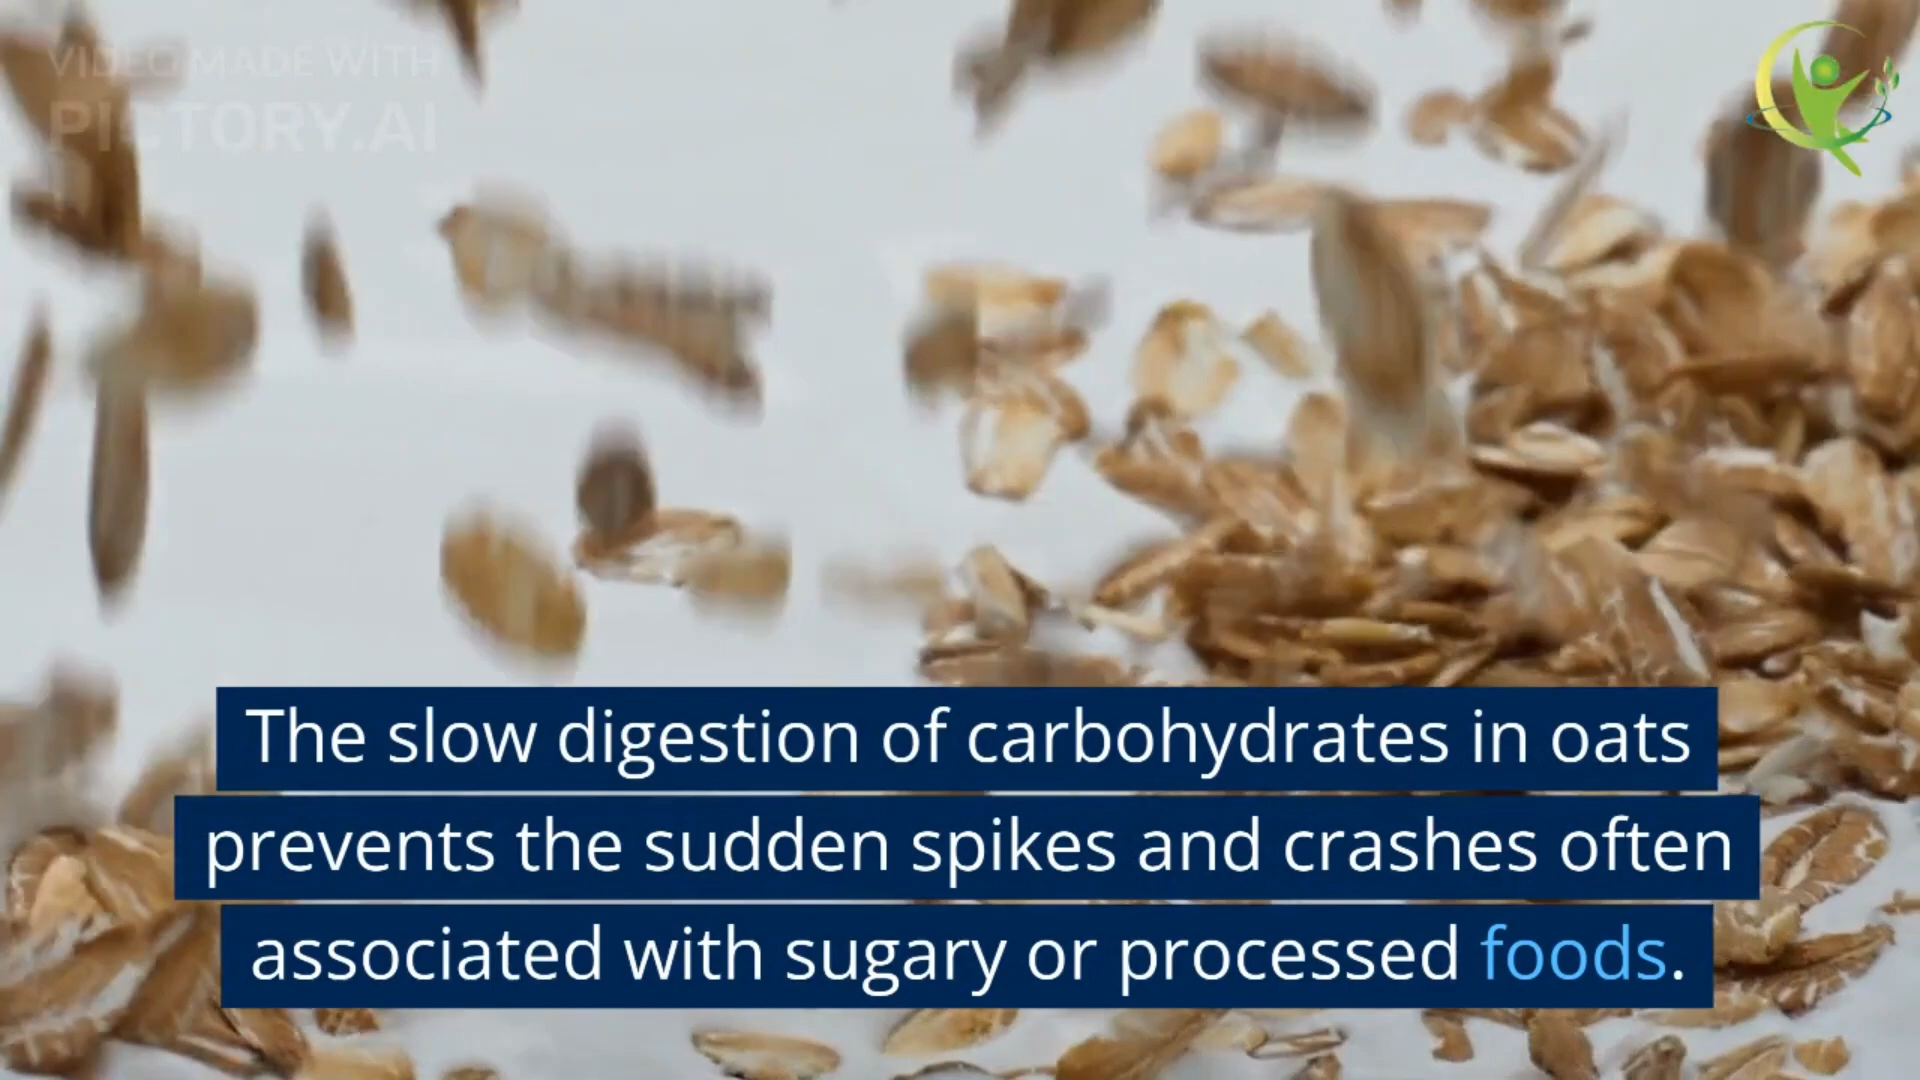 VIDEO MADE WITH
PICTORY.AI
The slow digestion of carbohydrates in oats
prevents the sudden spikes and crashes often
associated with sugary or processed foods.